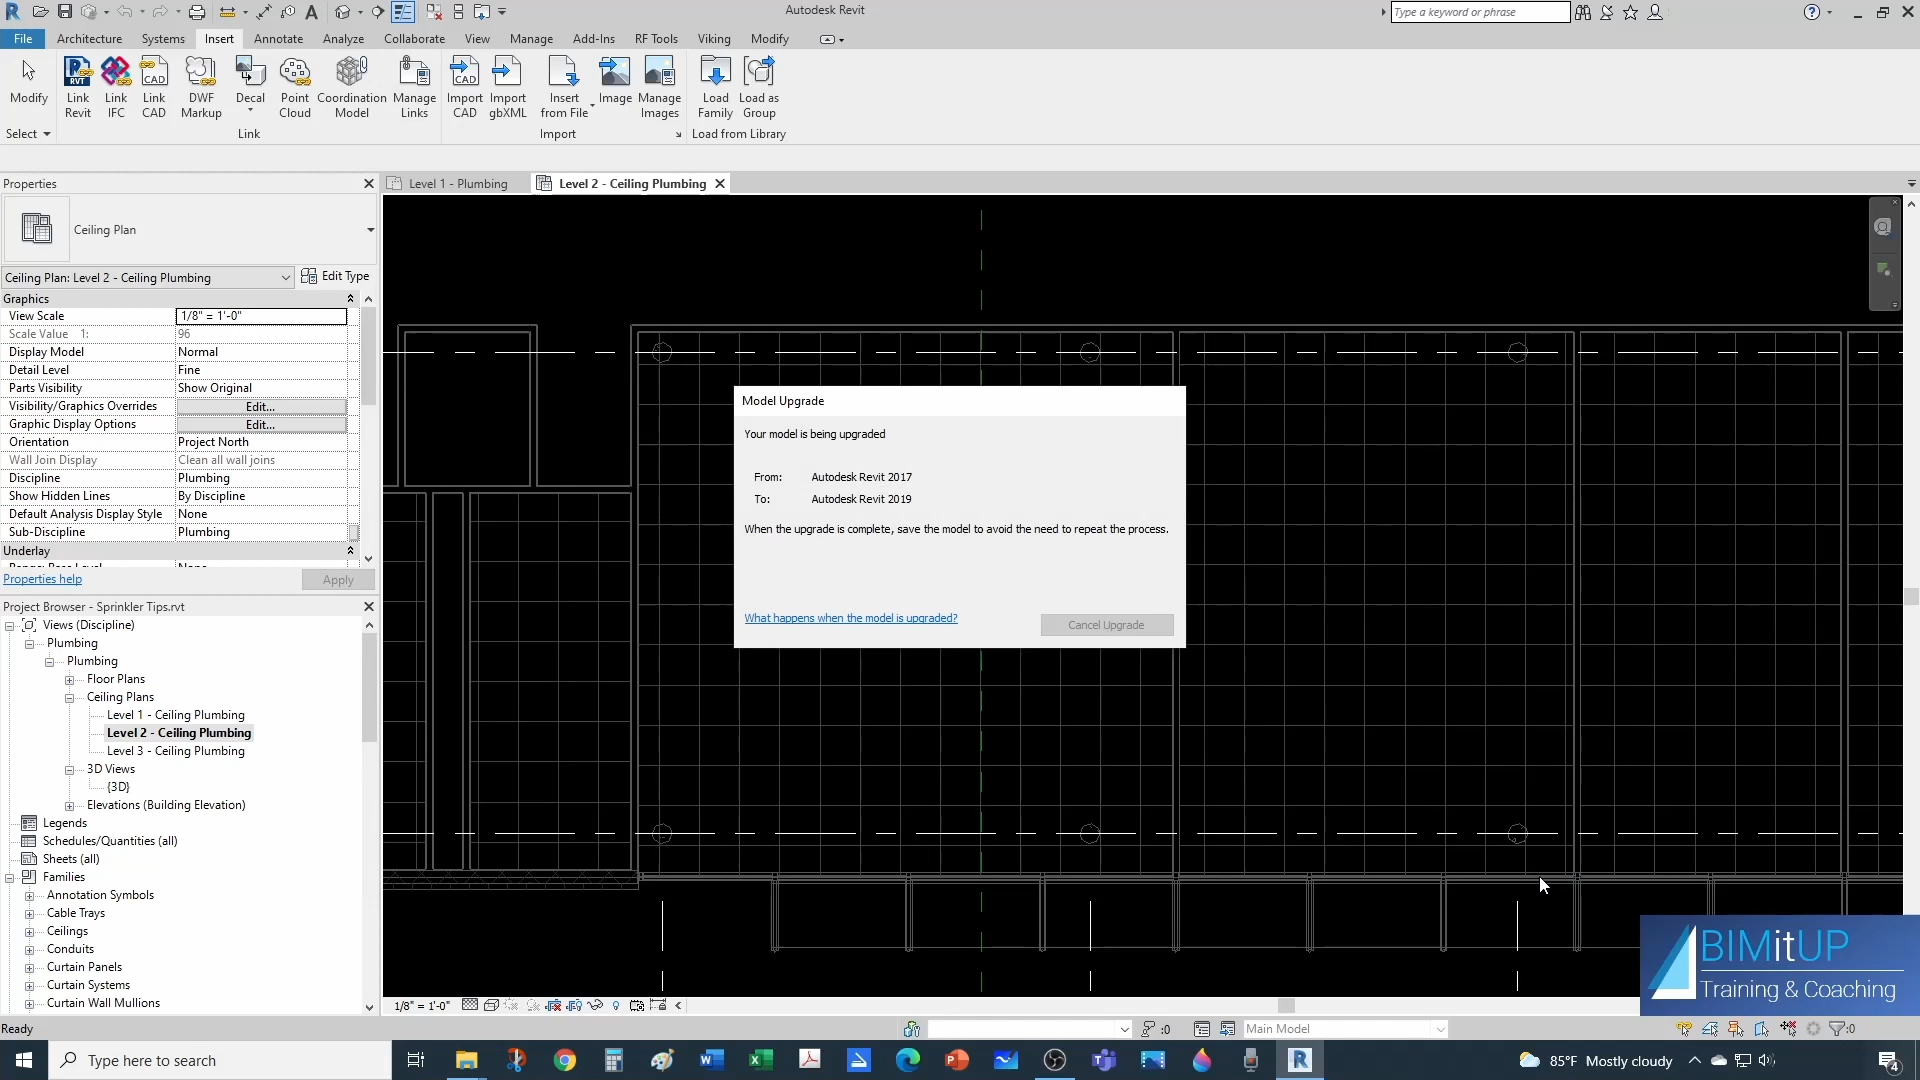 Autodesk Revit
Type a keyword or phrase
File Architecture Systems Insert Annotate Analyze Collaborate View Manage Add-Ins RF Tools Viking Modify
Modify
Link Revit
Link IFC
Link CAD
DWF Markup
Decal
Point Cloud
Coordination Model
Manage Links
Import CAD
Import gbXML
Insert from File
Image
Manage Images
Load Family
Load as Group
Select
Link
Import
Load from Library
Properties
Level 1 - Plumbing
Level 2 - Ceiling Plumbing
Ceiling Plan
Ceiling Plan: Level 2 - Ceiling Plumbing
Edit Type
Graphics
View Scale 1/8" = 1'-0"
Scale Value 1: 96
Display Model Normal
Detail Level Fine
Parts Visibility Show Original
Visibility/Graphics Overrides Edit...
Graphic Display Options Edit...
Orientation Project North
Wall Join Display Clean all wall joins
Discipline Plumbing
Show Hidden Lines By Discipline
Default Analysis Display Style None
Sub-Discipline Plumbing
Underlay
Properties help
Apply
Model Upgrade
Your model is being upgraded
From: Autodesk Revit 2017
To: Autodesk Revit 2019
When the upgrade is complete, save the model to avoid the need to repeat the process.
What happens when the model is upgraded?
Cancel Upgrade
Project Browser - Sprinkler Tips.rvt
Views (Discipline)
Plumbing
Plumbing
Floor Plans
Ceiling Plans
Level 1 - Ceiling Plumbing
Level 2 - Ceiling Plumbing
Level 3 - Ceiling Plumbing
3D Views
{3D}
Elevations (Building Elevation)
Legends
Schedules/Quantities (all)
Sheets (all)
Families
Annotation Symbols
Cable Trays
Ceilings
Conduits
Curtain Panels
Curtain Systems
Curtain Wall Mullions
1/8" = 1'-0"
BIMitUP
Training & Coaching
Ready
:0
Main Model
:0
Type here to search
85°F Mostly cloudy
4